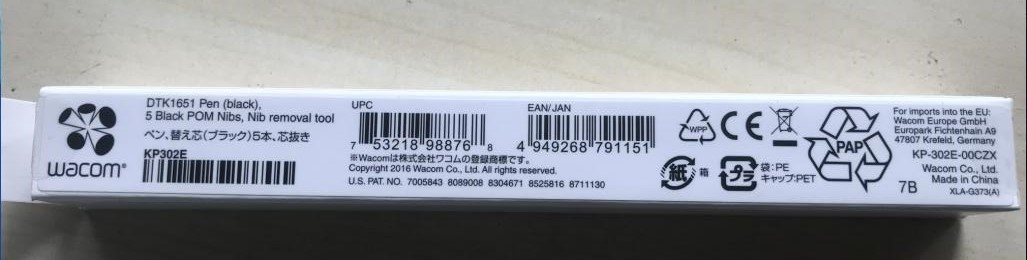 wacom®
DTK1651 Pen (black),
5 Black POM Nibs, Nib removal tool
ペン、替え芯(ブラック)5本、芯抜き
KP302E
UPC
7 53218 98876 8
EAN/JAN
4 949268 791151
※Wacomは株式会社ワコムの登録商標です。
Copyright 2016 Wacom Co., Ltd. All rights reserved.
U.S. PAT. NO. 7005843 8089008 8304671 8525816 8711130
WPP
CE
紙
箱
プラ
袋:PE
キャップ:PET
PAP
For imports into the EU:
Wacom Europe GmbH
Europark Fichtenhain A9
47807 Krefeld, Germany
KP-302E-00CZX
Wacom Co., Ltd.
Made in China
XLA-G373(A)
7B